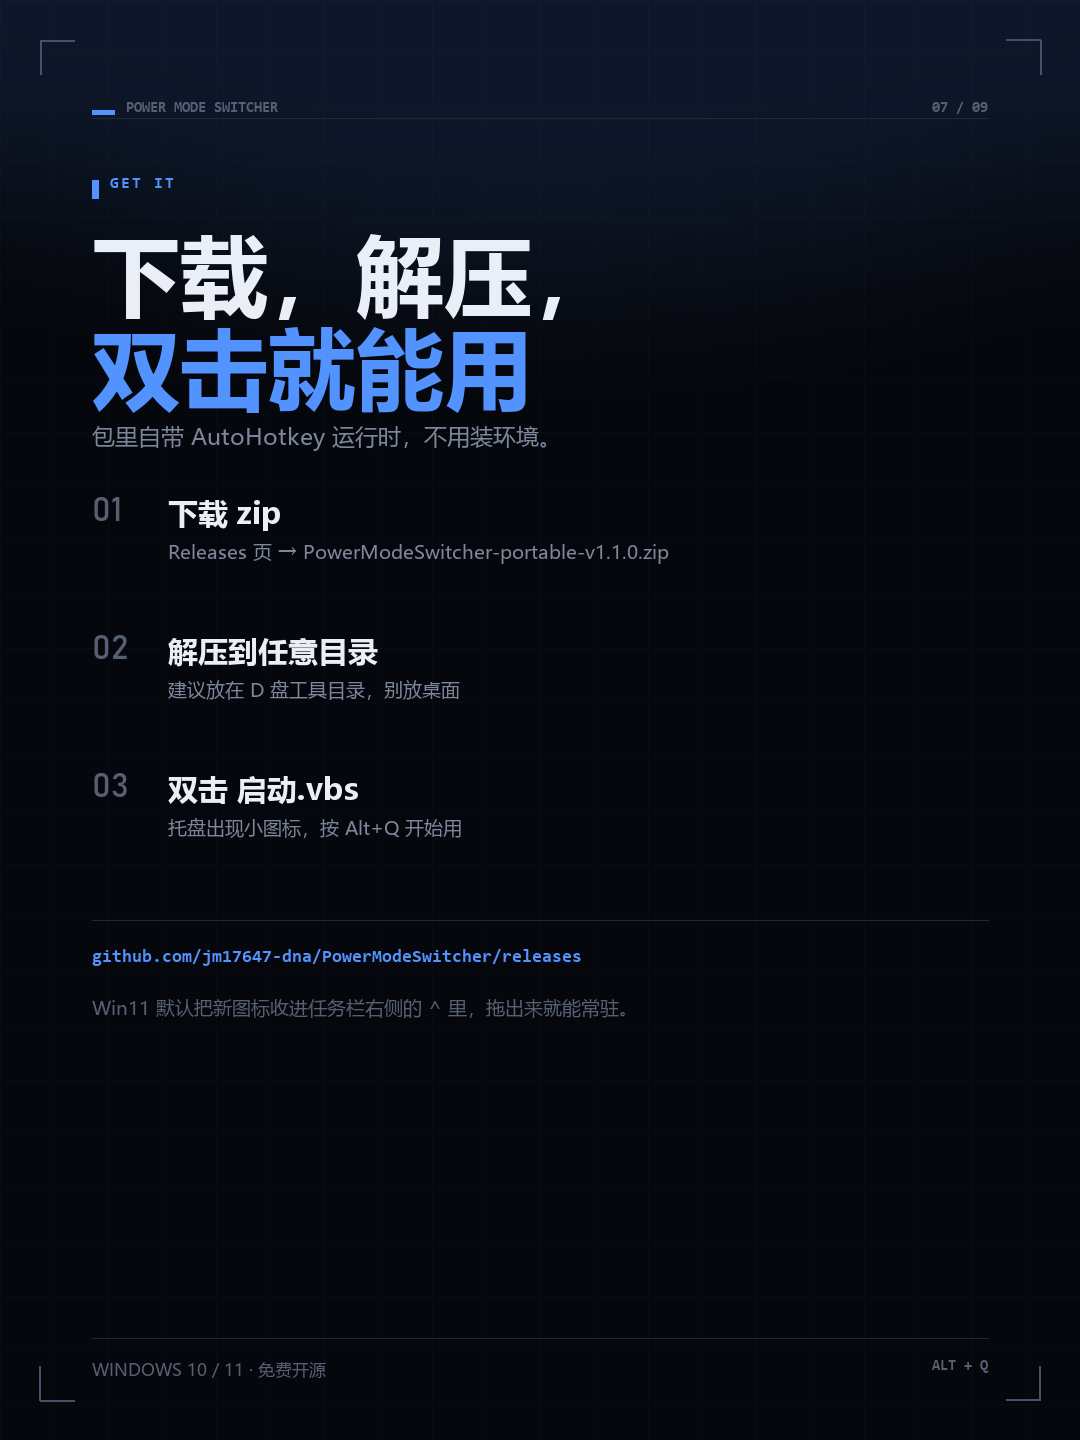 POWER MODE SWITCHER
07 / 09
GET IT
下载，解压，
双击就能用
包里自带 AutoHotkey 运行时，不用装环境。
01
下载 zip
Releases 页 → PowerModeSwitcher-portable-v1.1.0.zip
02
解压到任意目录
建议放在 D 盘工具目录，别放桌面
03
双击 启动.vbs
托盘出现小图标，按 Alt+Q 开始用
github.com/jm17647-dna/PowerModeSwitcher/releases
Win11 默认把新图标收进任务栏右侧的 ^ 里，拖出来就能常驻。
WINDOWS 10 / 11 · 免费开源
ALT + Q